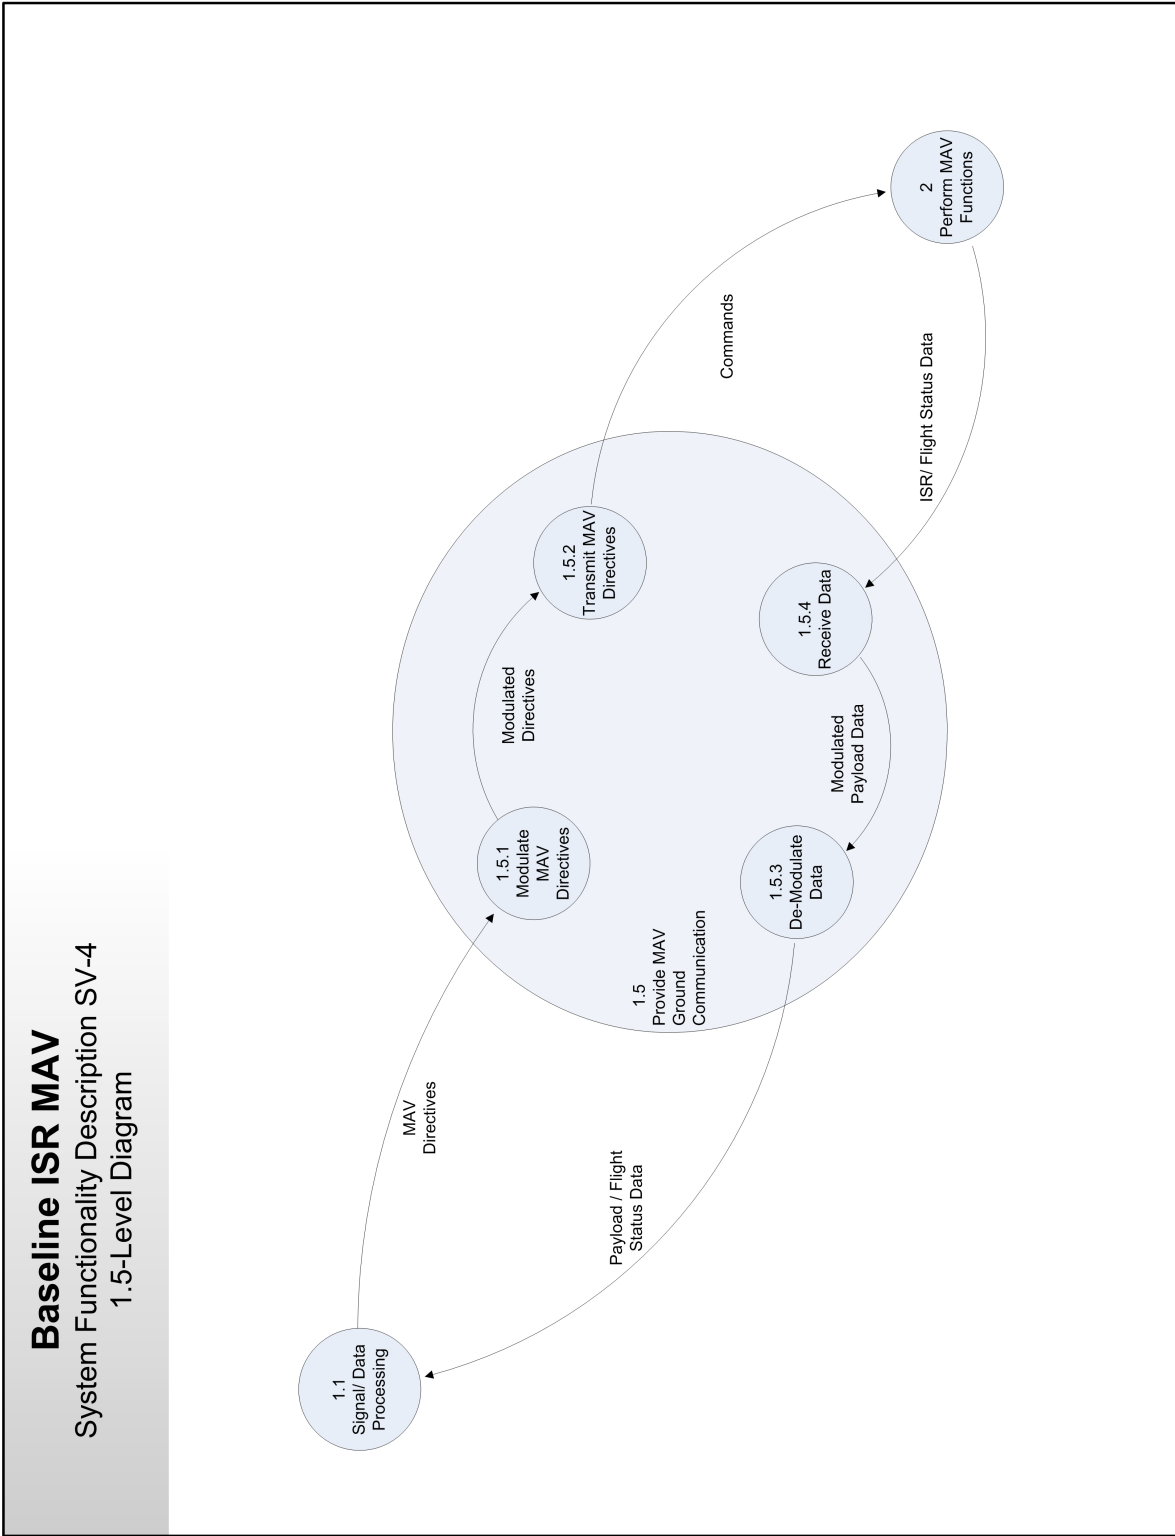 Baseline ISR MAV
System Functionality Description SV-4
1.5-Level Diagram
1.1
Signal/ Data
Processing
MAV
Directives
Payload / Flight
Status Data
1.5
Provide MAV
Ground
Communication
1.5.1
Modulate
MAV
Directives
Modulated
Directives
1.5.2
Transmit MAV
Directives
1.5.3
De-Modulate
Data
Modulated
Payload Data
1.5.4
Receive Data
Commands
ISR/ Flight Status Data
2
Perform MAV
Functions